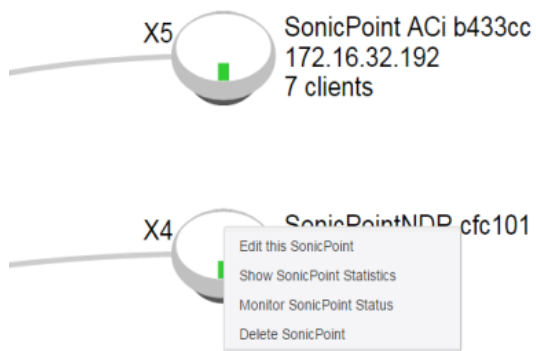 X5
SonicPoint ACi b433cc
172.16.32.192
7 clients
X4
SonicPointNDR cfc101
Edit this SonicPoint
Show SonicPoint Statistics
Monitor SonicPoint Status
Delete SonicPoint